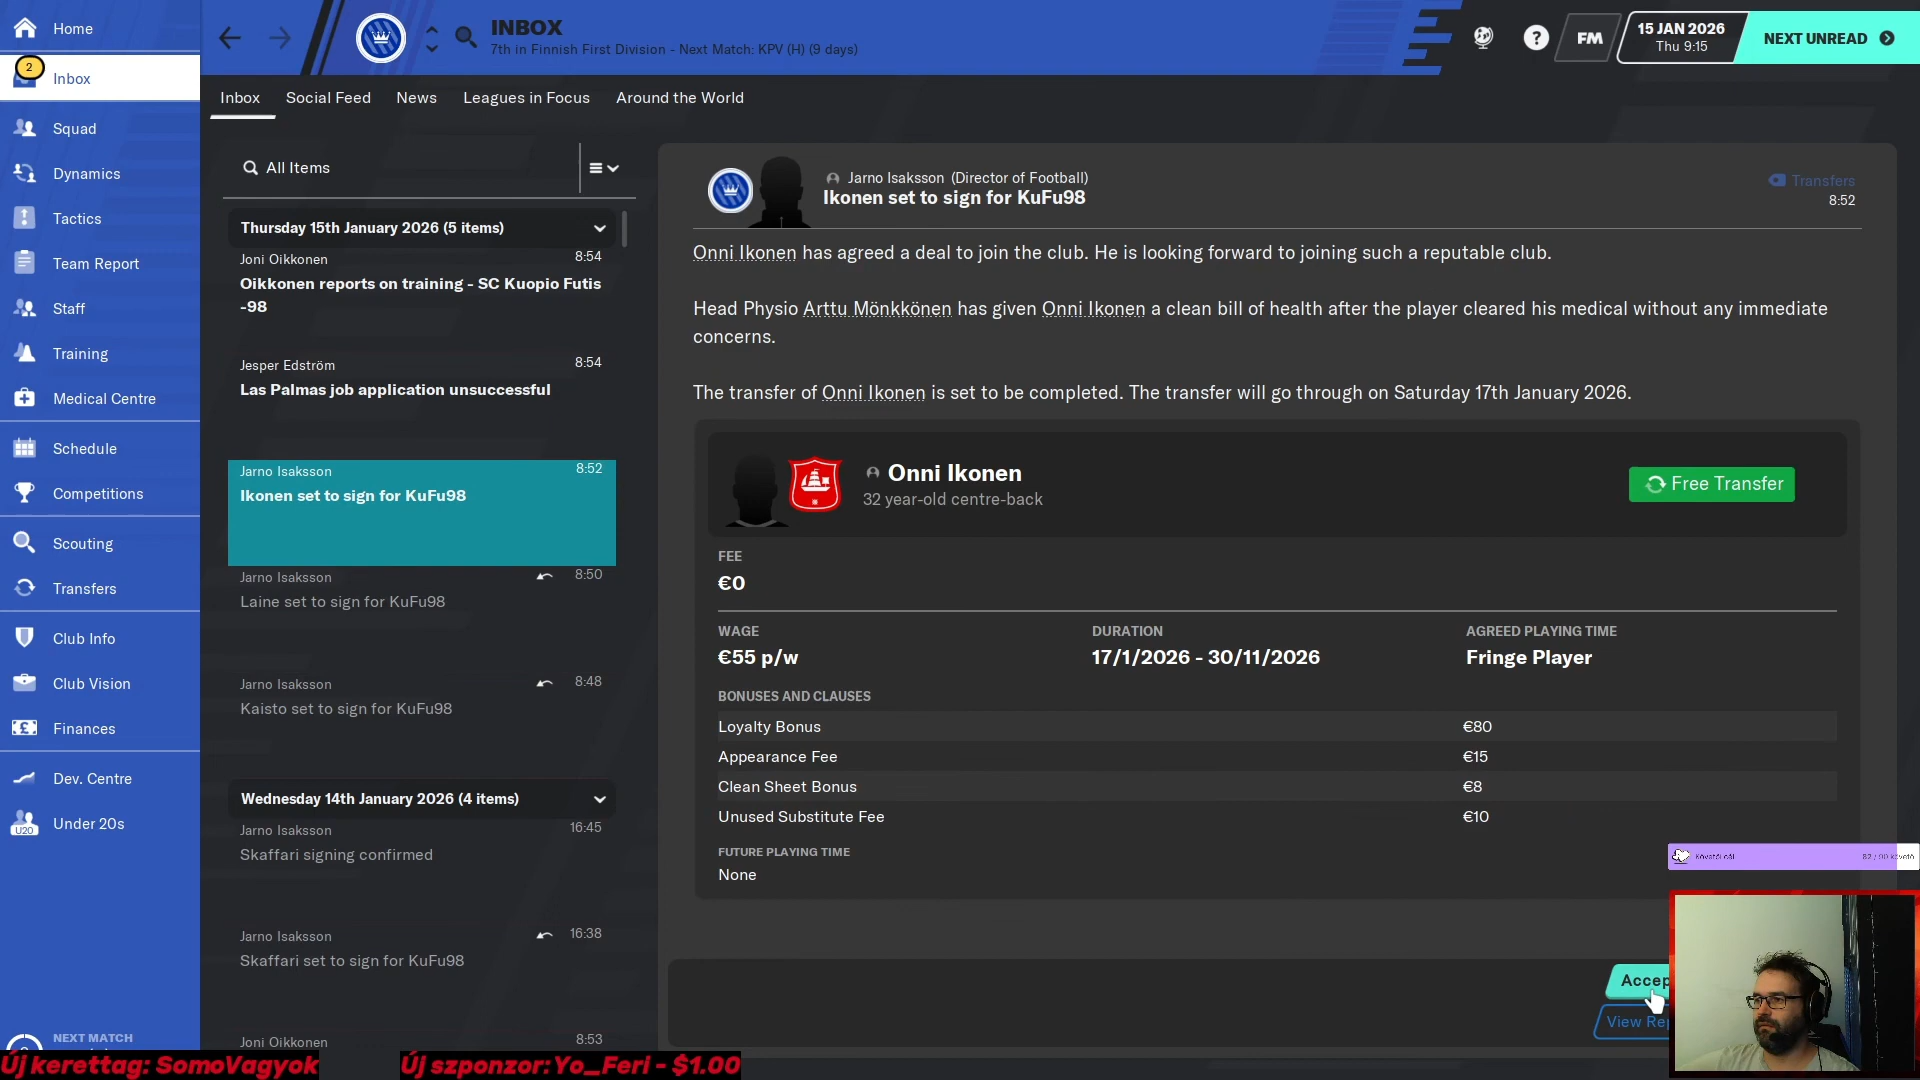 Home
INBOX
7th in Finnish First Division - Next Match: KPV (H) (9 days)
FM
15 JAN 2026
Thu 9:15
NEXT UNREAD
2
Inbox
Squad
Dynamics
Tactics
Team Report
Staff
Training
Medical Centre
Schedule
Competitions
Scouting
Transfers
Club Info
Club Vision
Finances
Dev. Centre
U20
Under 20s
NEXT MATCH
Inbox
Social Feed
News
Leagues in Focus
Around the World
All Items
Thursday 15th January 2026 (5 items)
Joni Oikkonen
8:54
Oikkonen reports on training - SC Kuopio Futis
-98
Jesper Edström
8:54
Las Palmas job application unsuccessful
Jarno Isaksson
8:52
Ikonen set to sign for KuFu98
Jarno Isaksson
8:50
Laine set to sign for KuFu98
Jarno Isaksson
8:48
Kaisto set to sign for KuFu98
Wednesday 14th January 2026 (4 items)
Jarno Isaksson
16:45
Skaffari signing confirmed
Jarno Isaksson
16:38
Skaffari set to sign for KuFu98
Joni Oikkonen
8:53
Jarno Isaksson (Director of Football)
Ikonen set to sign for KuFu98
Transfers
8:52
Onni Ikonen has agreed a deal to join the club. He is looking forward to joining such a reputable club.
Head Physio Arttu Mönkkönen has given Onni Ikonen a clean bill of health after the player cleared his medical without any immediate
concerns.
The transfer of Onni Ikonen is set to be completed. The transfer will go through on Saturday 17th January 2026.
Onni Ikonen
32 year-old centre-back
Free Transfer
FEE
€0
WAGE
€55 p/w
DURATION
17/1/2026 - 30/11/2026
AGREED PLAYING TIME
Fringe Player
BONUSES AND CLAUSES
Loyalty Bonus
€80
Appearance Fee
€15
Clean Sheet Bonus
€8
Unused Substitute Fee
€10
FUTURE PLAYING TIME
None
Követői cél
82 / 90 követő
Accep
View Rep
Új kerettag: SomoVagyok
Új szponzor: Yo_Feri - $1.00